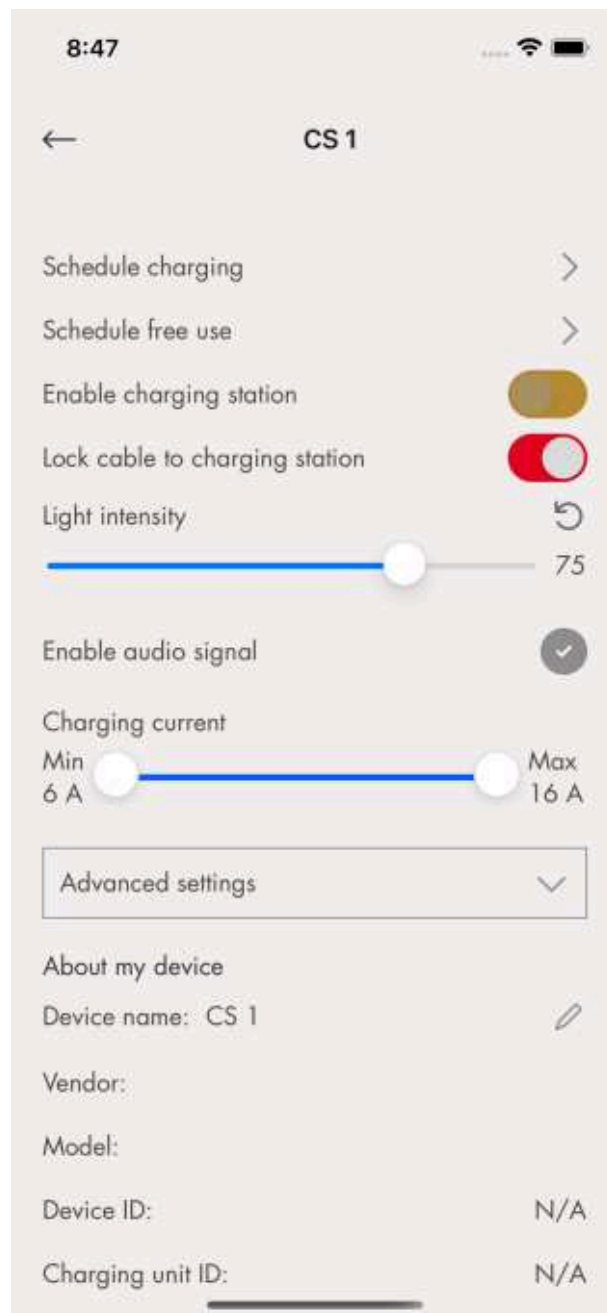 8:47
CS 1
Schedule charging
Schedule free use
Enable charging station
Lock cable to charging station
Light intensity
75
Enable audio signal
Charging current
Min Max
6 A 16 A
Advanced settings
About my device
Device name: CS 1
Vendor:
Model:
Device ID: N/A
Charging unit ID: N/A